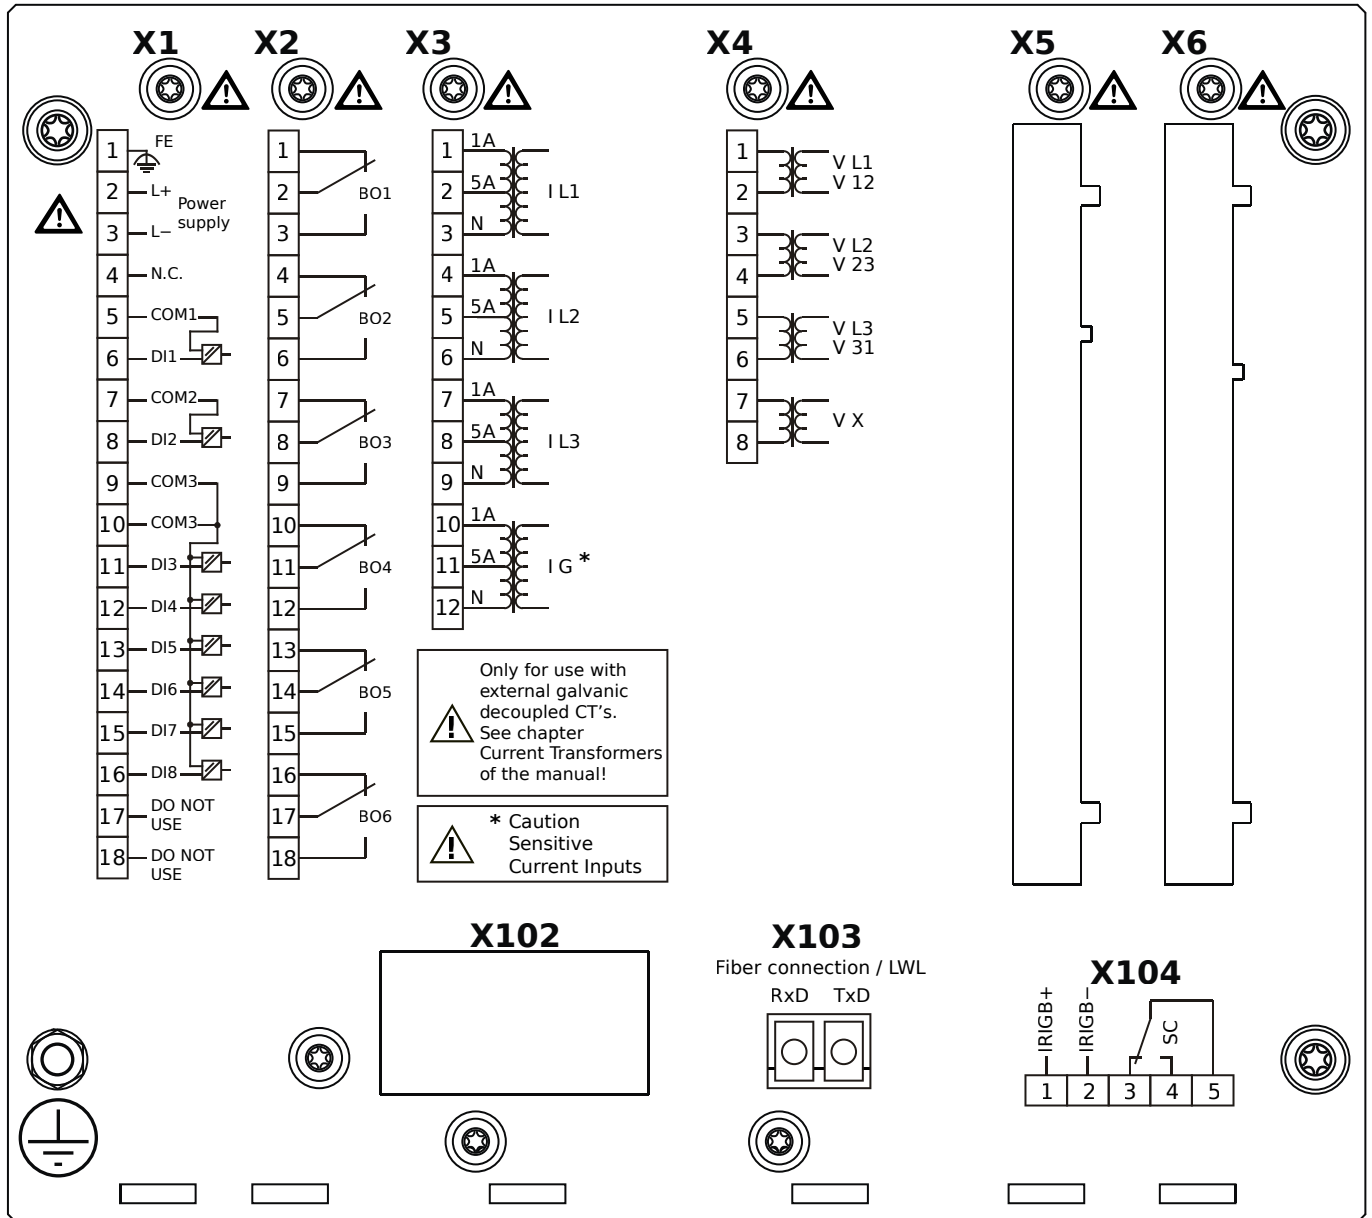 X1
X2
X3
X4
X5
X6
1 FE
2 L+
Power
supply
3 L−
4 N.C.
5 COM1
6 DI1
7 COM2
8 DI2
9 COM3
10 COM3
11 DI3
12 DI4
13 DI5
14 DI6
15 DI7
16 DI8
17 DO NOT
USE
18 DO NOT
USE
1
2 BO1
3
4
5 BO2
6
7
8 BO3
9
10
11 BO4
12
13
14 BO5
15
16
17 BO6
18
1 1A
2 5A I L1
3 N
4 1A
5 5A I L2
6 N
7 1A
8 5A I L3
9 N
10 1A
11 5A I G *
12 N
Only for use with
external galvanic
decoupled CT's.
See chapter
Current Transformers
of the manual!
* Caution
Sensitive
Current Inputs
1 V L1
2 V 12
3 V L2
4 V 23
5 V L3
6 V 31
7 V X
8
X102
X103
Fiber connection / LWL
RxD TxD
X104
IRIGB+
IRIGB−
SC
1 2 3 4 5